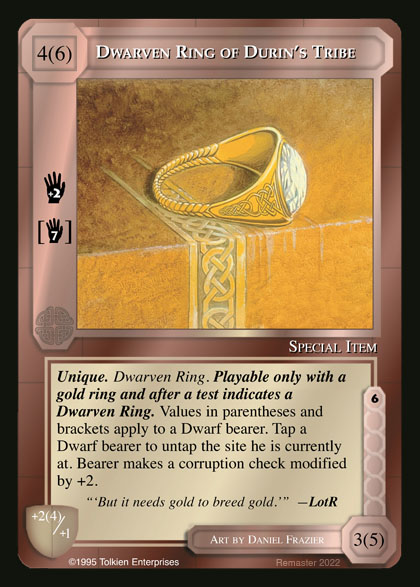 4(6)
Dwarven Ring of Durin's Tribe
2
[7]
Special Item
Unique. Dwarven Ring. Playable only with a
gold ring and after a test indicates a
Dwarven Ring. Values in parentheses and
brackets apply to a Dwarf bearer. Tap a
Dwarf bearer to untap the site he is currently
at. Bearer makes a corruption check modified
by +2.
“‘But it needs gold to breed gold.’” —LotR
6
+2(4)/+1
Art by Daniel Frazier
3(5)
©1995 Tolkien Enterprises
Remaster 2022